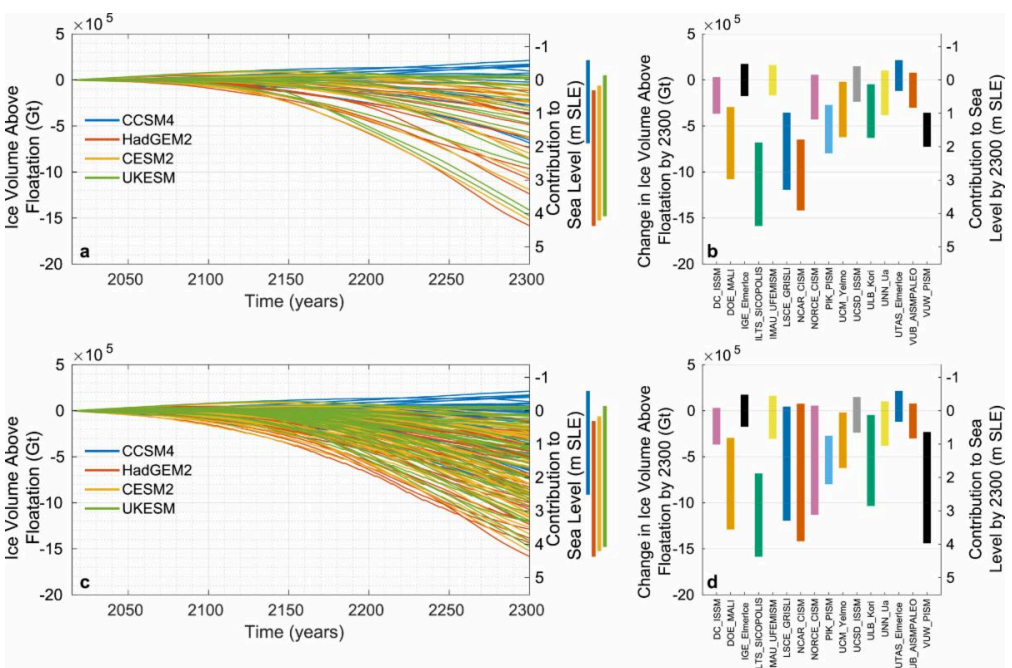 ×10⁵
5
0
-5
-10
-15
-20
Ice Volume Above
Floatation (Gt)
CCSM4
HadGEM2
CESM2
UKESM
a
2050
2100
2150
2200
2250
2300
Time (years)
-1
0
1
2
3
4
5
Contribution to
Sea Level (m SLE)
×10⁵
5
0
-5
-10
-15
-20
Change in Ice Volume Above
Floatation by 2300 (Gt)
b
-1
0
1
2
3
4
5
Contribution to Sea
Level by 2300 (m SLE)
DC_ISSM
DOE_MALI
IGE_ElmerIce
ILTS_SICOPOLIS
IMAU_UFEMISM
LSCE_GRISLI
NCAR_CISM
NORCE_CISM
PIK_PISM
UCM_Yelmo
UCSD_ISSM
ULB_Kori
UNN_Ua
UTAS_ElmerIce
VUB_AISMPALEO
VUW_PISM
×10⁵
5
0
-5
-10
-15
-20
Ice Volume Above
Floatation (Gt)
CCSM4
HadGEM2
CESM2
UKESM
c
2050
2100
2150
2200
2250
2300
Time (years)
-1
0
1
2
3
4
5
Contribution to
Sea Level (m SLE)
×10⁵
5
0
-5
-10
-15
-20
Change in Ice Volume Above
Floatation by 2300 (Gt)
d
-1
0
1
2
3
4
5
Contribution to Sea
Level by 2300 (m SLE)
DC_ISSM
DOE_MALI
IGE_ElmerIce
ILTS_SICOPOLIS
IMAU_UFEMISM
LSCE_GRISLI
NCAR_CISM
NORCE_CISM
PIK_PISM
UCM_Yelmo
UCSD_ISSM
ULB_Kori
UNN_Ua
UTAS_ElmerIce
VUB_AISMPALEO
VUW_PISM